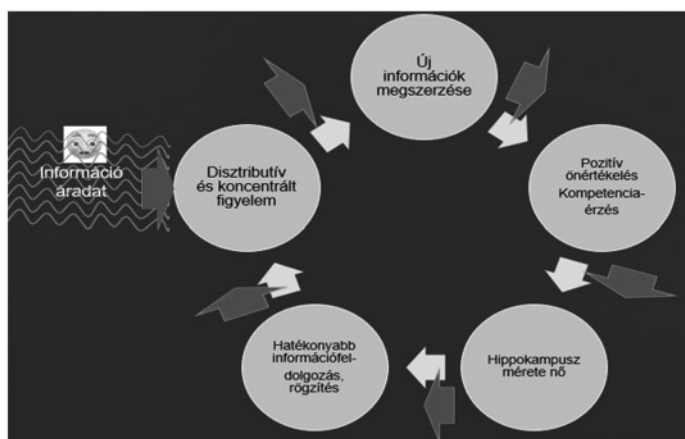 Új
információk
megszerzése
Információ
áradat
Disztributív
és koncentrált
figyelem
Pozitív
önértékelés
Kompetencia-
érzés
Hatékonyabb
információfel-
dolgozás,
rögzítés
Hippokampusz
mérete nő